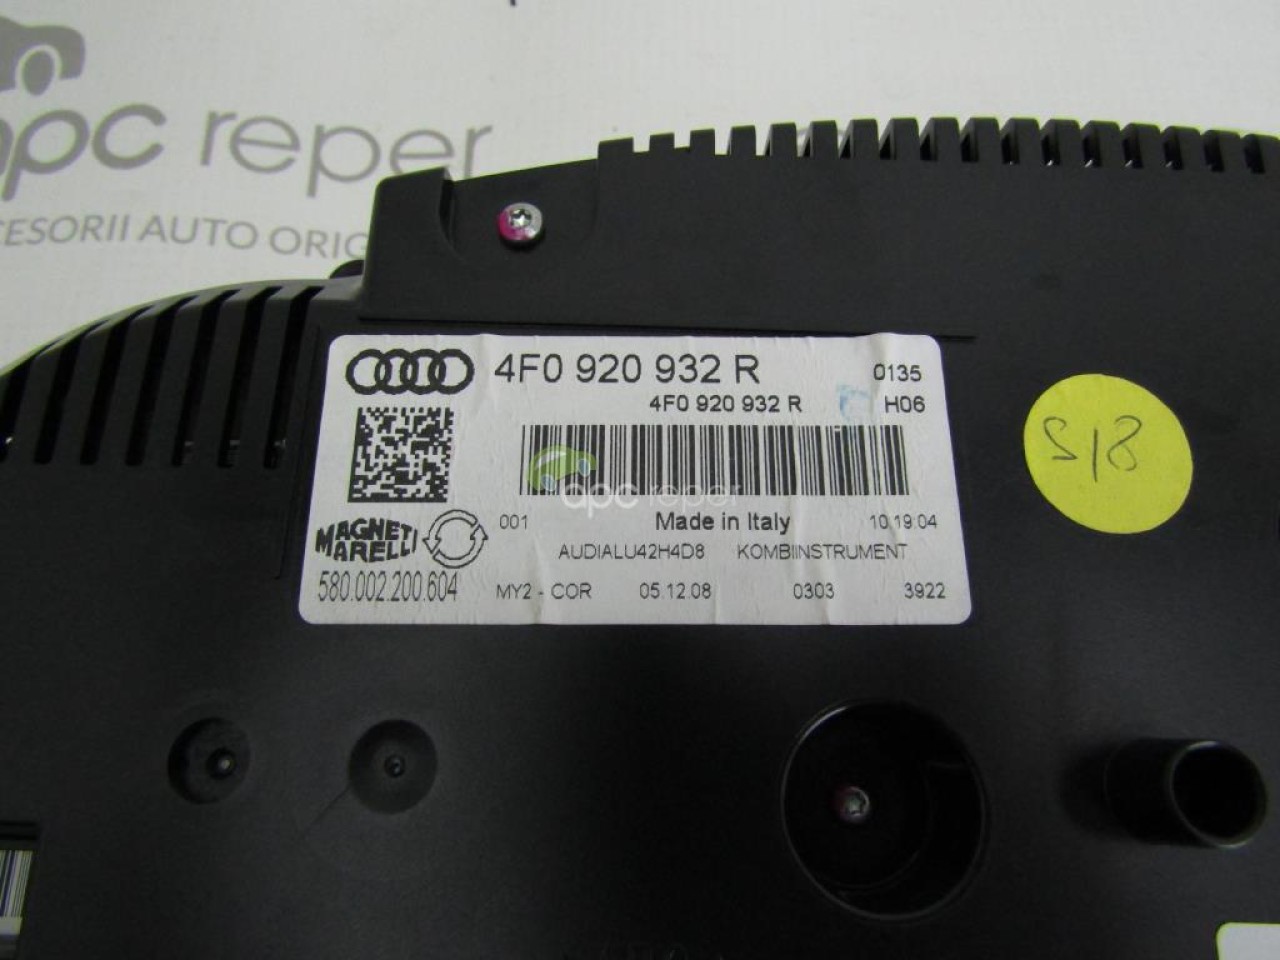 apc reper
CESORII AUTO ORIG
4F0 920 932 R 0135
4F0 920 932 R H06
apc reper
001 Made in Italy 10.19.04
MAGNETI
MARELLI
AUDIALU42H4D8 KOMBIINSTRUMENT
580.002.200.604 MY2 - COR 05.12.08 0303 3922
S18